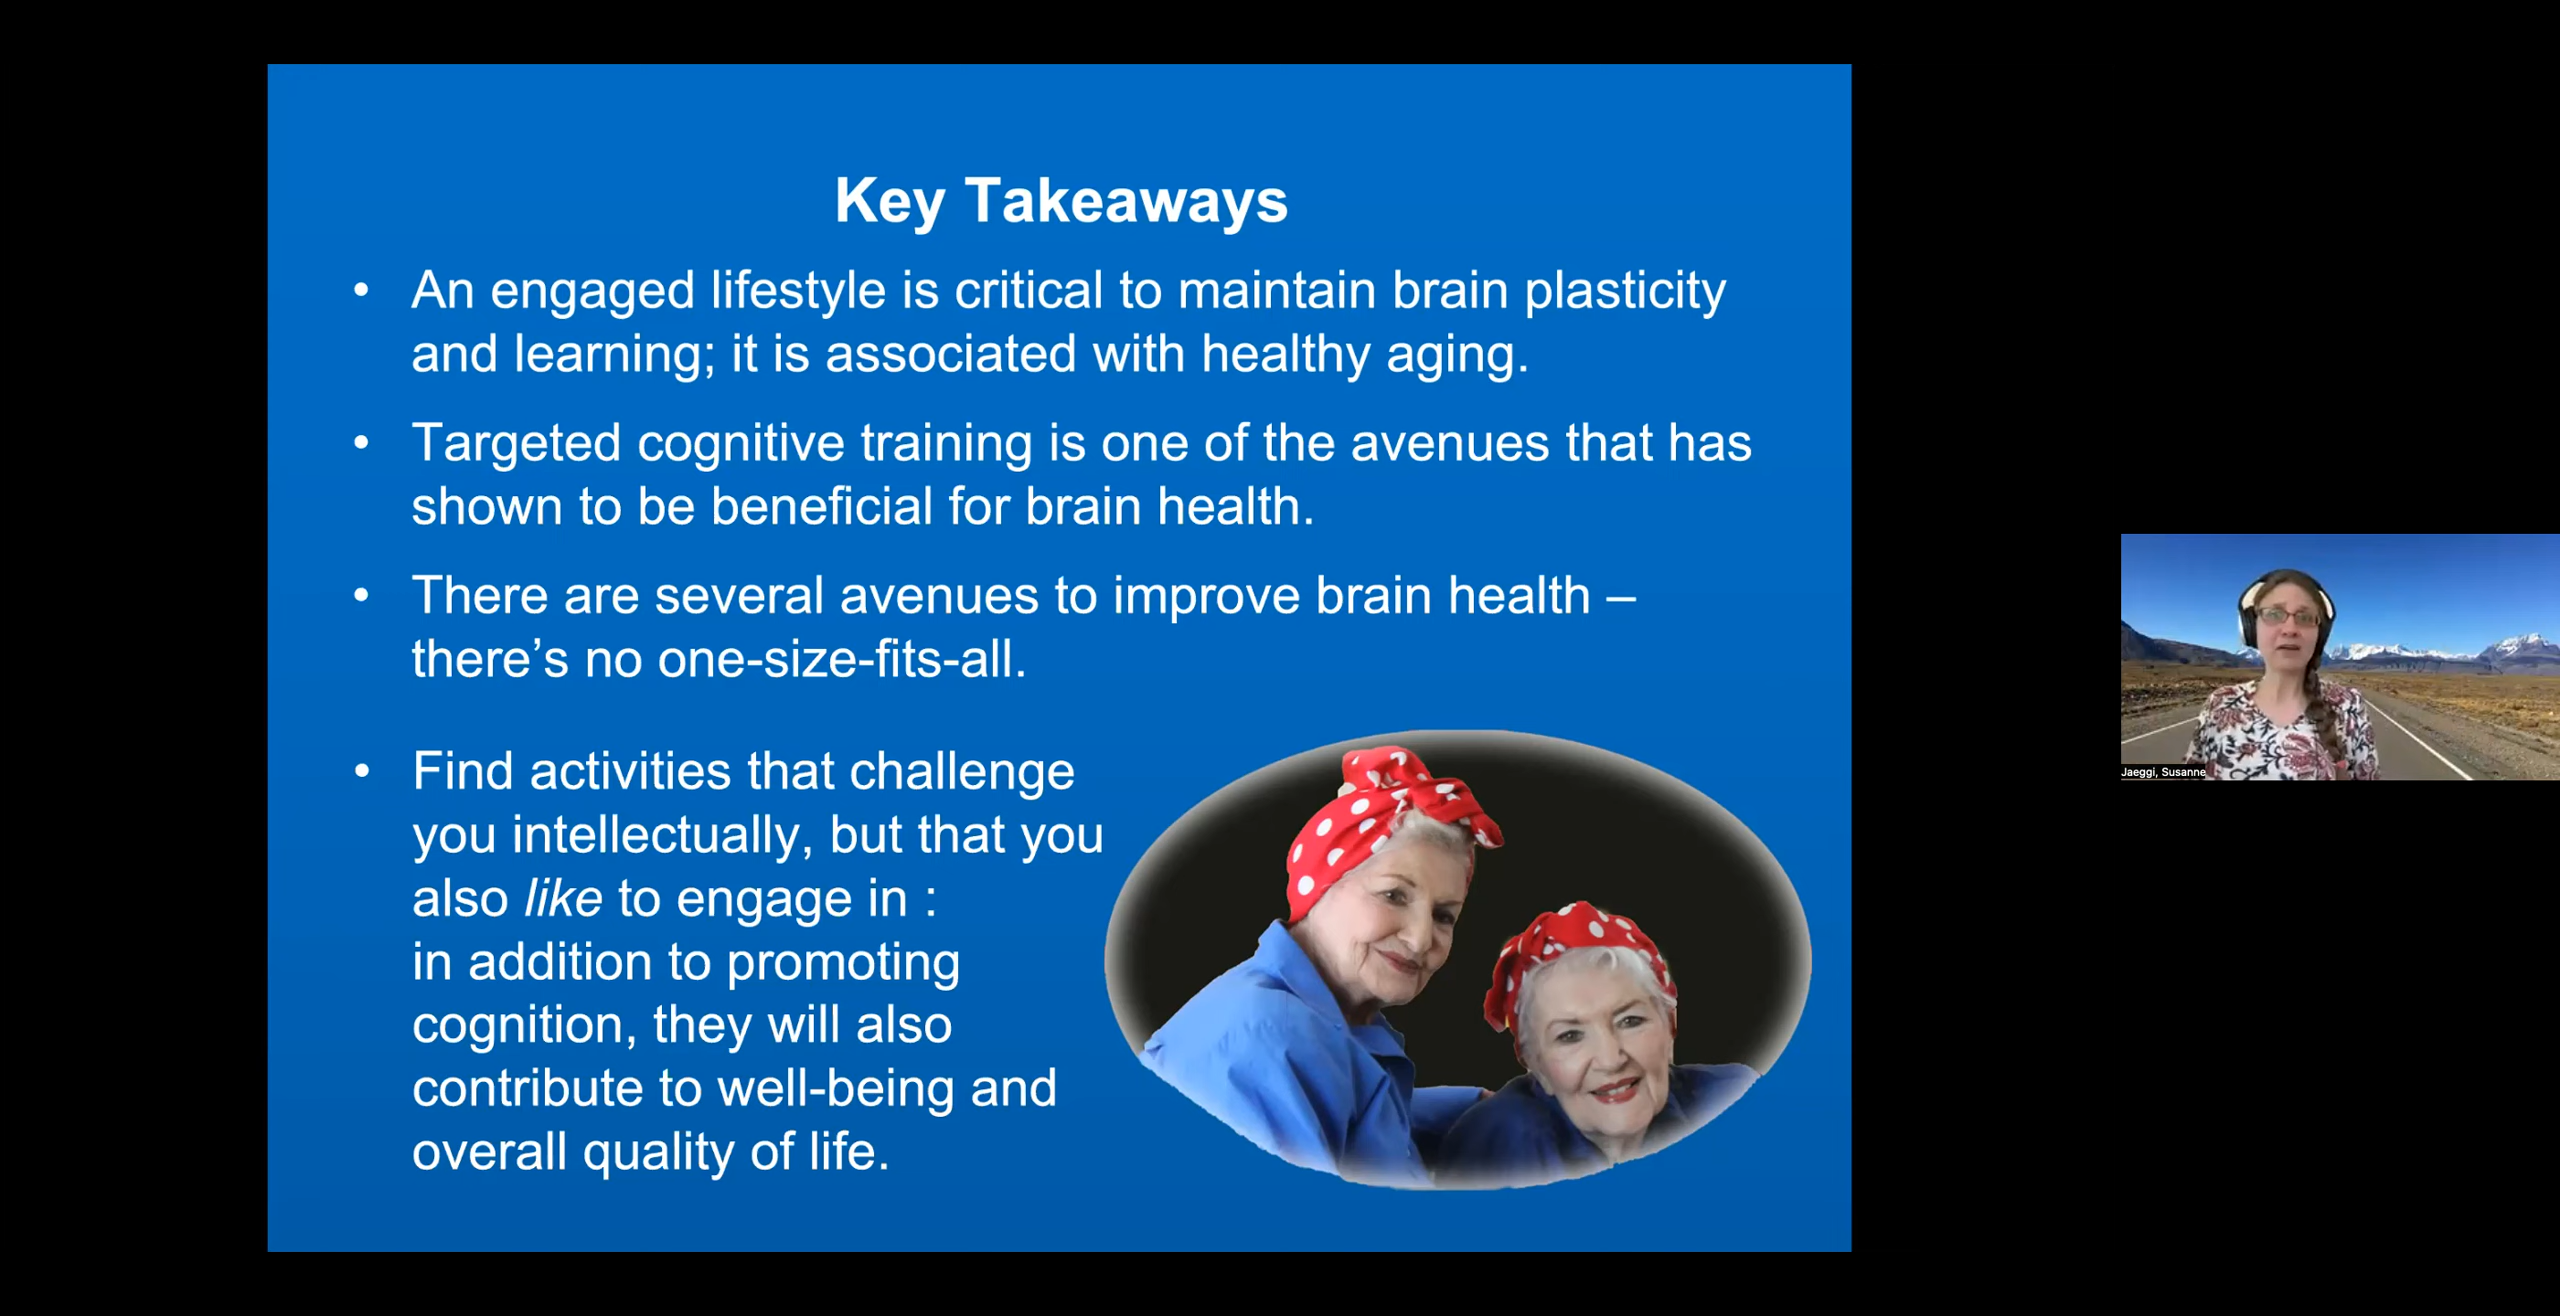 Key Takeaways
• An engaged lifestyle is critical to maintain brain plasticity
and learning; it is associated with healthy aging.
• Targeted cognitive training is one of the avenues that has
shown to be beneficial for brain health.
• There are several avenues to improve brain health –
there’s no one-size-fits-all.
• Find activities that challenge
you intellectually, but that you
also like to engage in :
in addition to promoting
cognition, they will also
contribute to well-being and
overall quality of life.
Jaeggi, Susanne